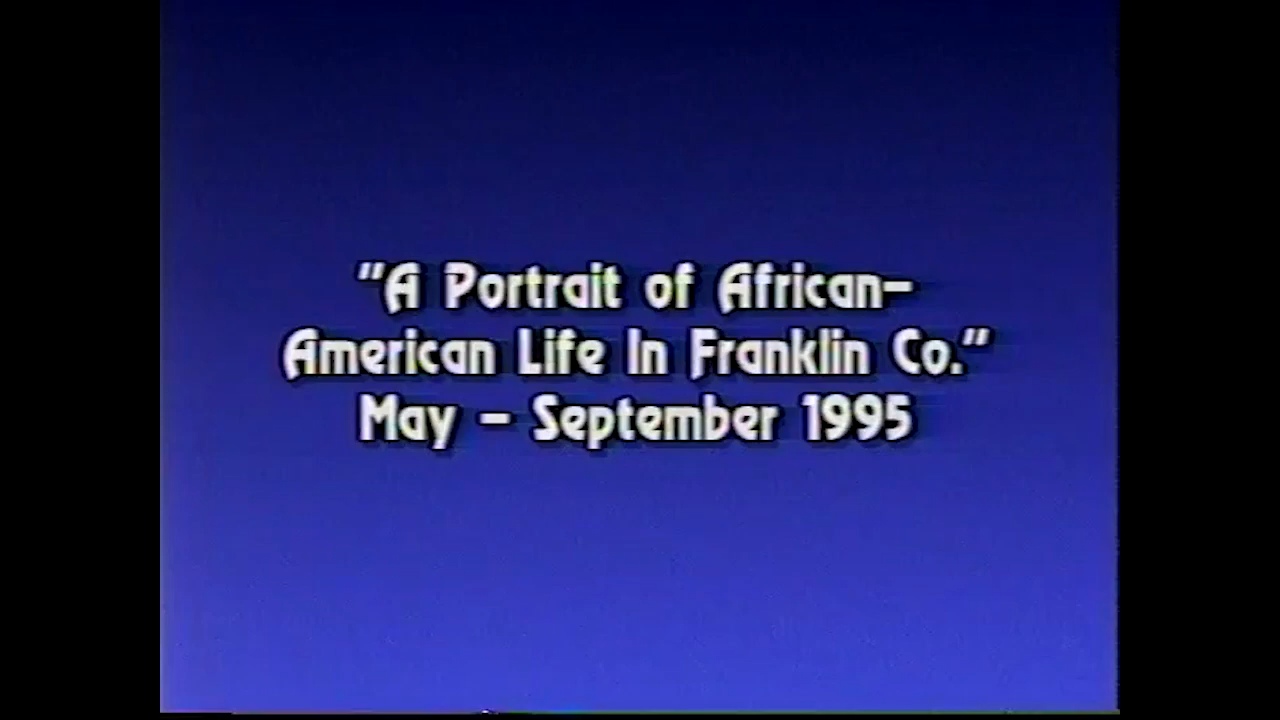 "A Portrait of African-
American Life In Franklin Co."
May - September 1995